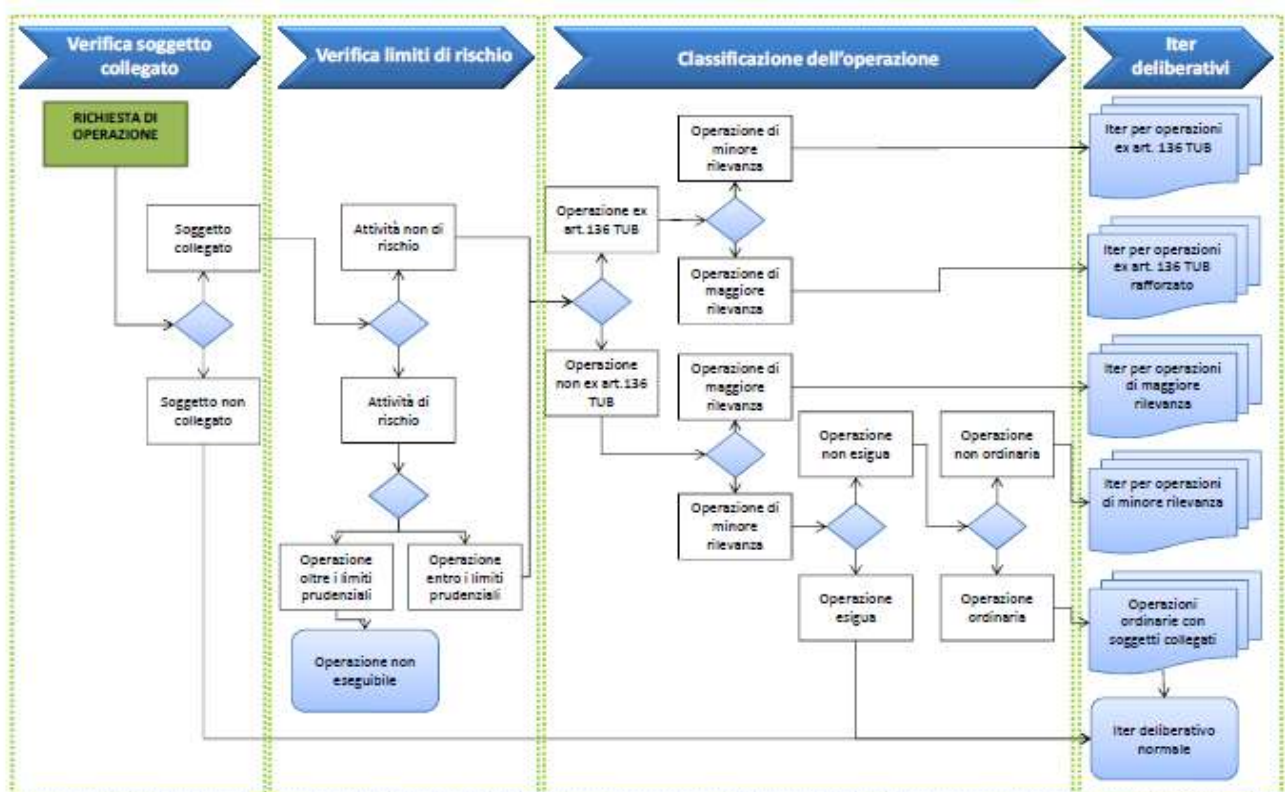 Verifica soggetto
collegato
Verifica limiti di rischio
Classificazione dell'operazione
Iter
deliberativi
RICHIESTA DI
OPERAZIONE
Soggetto
collegato
Soggetto non
collegato
Attività non di
rischio
Attività di
rischio
Operazione
oltre i limiti
prudenziali
Operazione
entro i limiti
prudenziali
Operazione non
eseguibile
Operazione ex
art.136 TUB
Operazione
non ex art.136
TUB
Operazione di
minore
rilevanza
Operazione di
maggiore
rilevanza
Operazione di
maggiore
rilevanza
Operazione di
minore
rilevanza
Operazione
non esigua
Operazione
esigua
Operazione
non ordinaria
Operazione
ordinaria
Iter per operazioni
ex art. 136 TUB
Iter per operazioni
ex art. 136 TUB
rafforzato
Iter per operazioni
di maggiore
rilevanza
Iter per operazioni
di minore rilevanza
Operazioni
ordinarie con
soggetti collegati
Iter deliberativo
normale